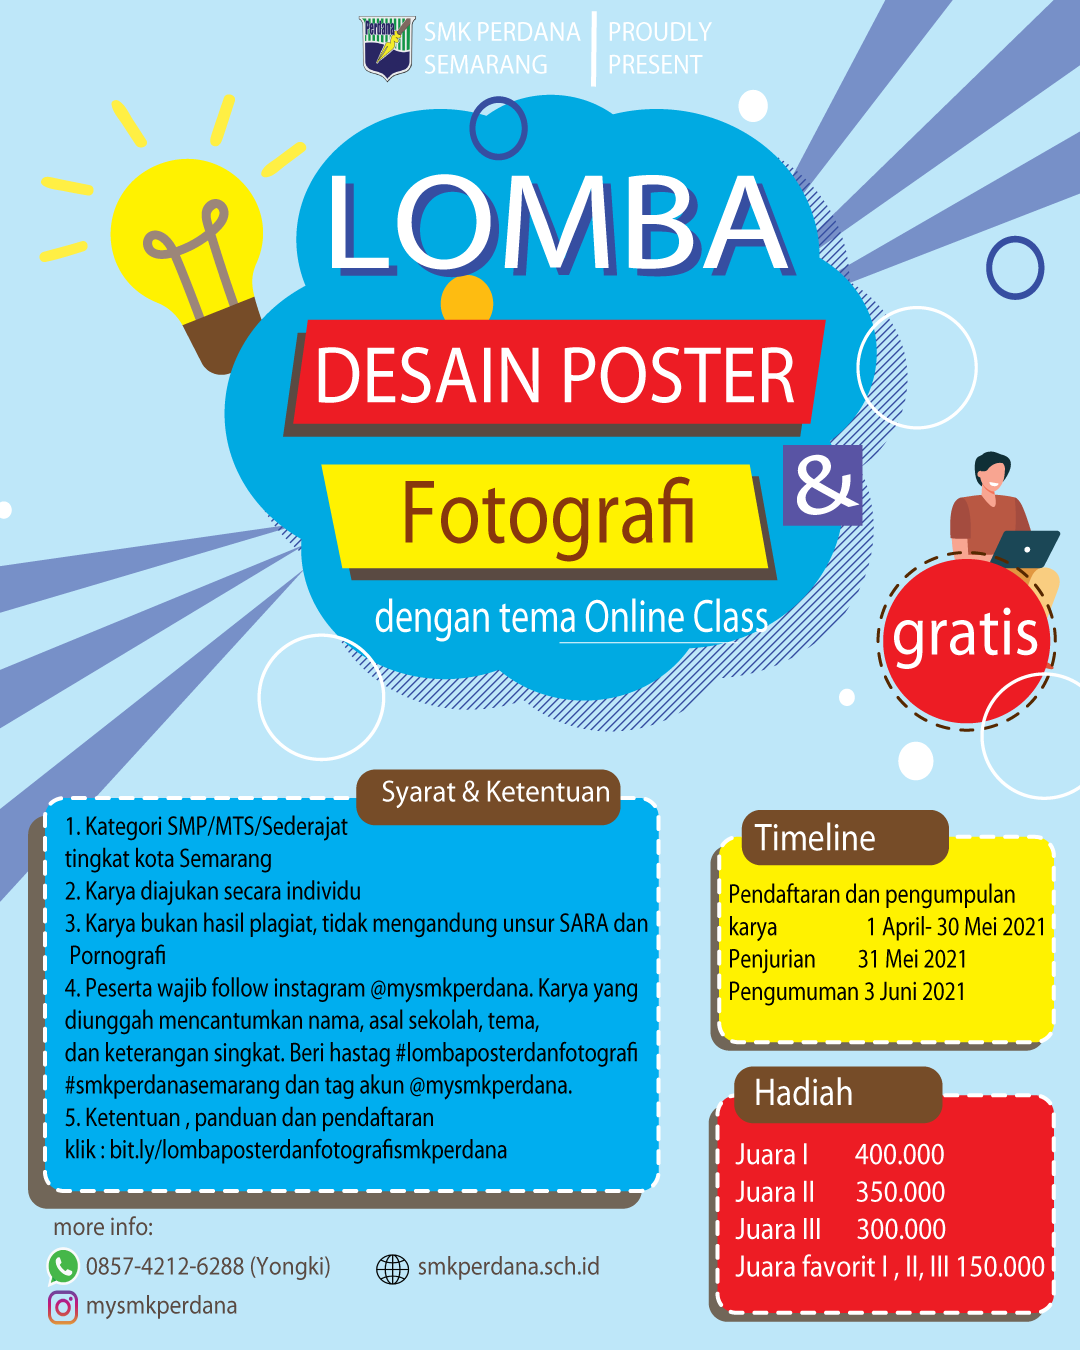 Perdana
SMK PERDANA
SEMARANG
PROUDLY
PRESENT
LOMBA
DESAIN POSTER
&
Fotografi
dengan tema Online Class
gratis
Syarat & Ketentuan
1. Kategori SMP/MTS/Sederajat
tingkat kota Semarang
2. Karya diajukan secara individu
3. Karya bukan hasil plagiat, tidak mengandung unsur SARA dan
Pornografi
4. Peserta wajib follow instagram @mysmkperdana. Karya yang
diunggah mencantumkan nama, asal sekolah, tema,
dan keterangan singkat. Beri hastag #lombaposterdanfotografi
#smkperdanasemarang dan tag akun @mysmkperdana.
5. Ketentuan , panduan dan pendaftaran
klik : bit.ly/lombaposterdanfotografismkperdana
Timeline
Pendaftaran dan pengumpulan
karya 1 April- 30 Mei 2021
Penjurian 31 Mei 2021
Pengumuman 3 Juni 2021
Hadiah
Juara I 400.000
Juara II 350.000
Juara III 300.000
Juara favorit I , II, III 150.000
more info:
0857-4212-6288 (Yongki)
smkperdana.sch.id
mysmkperdana